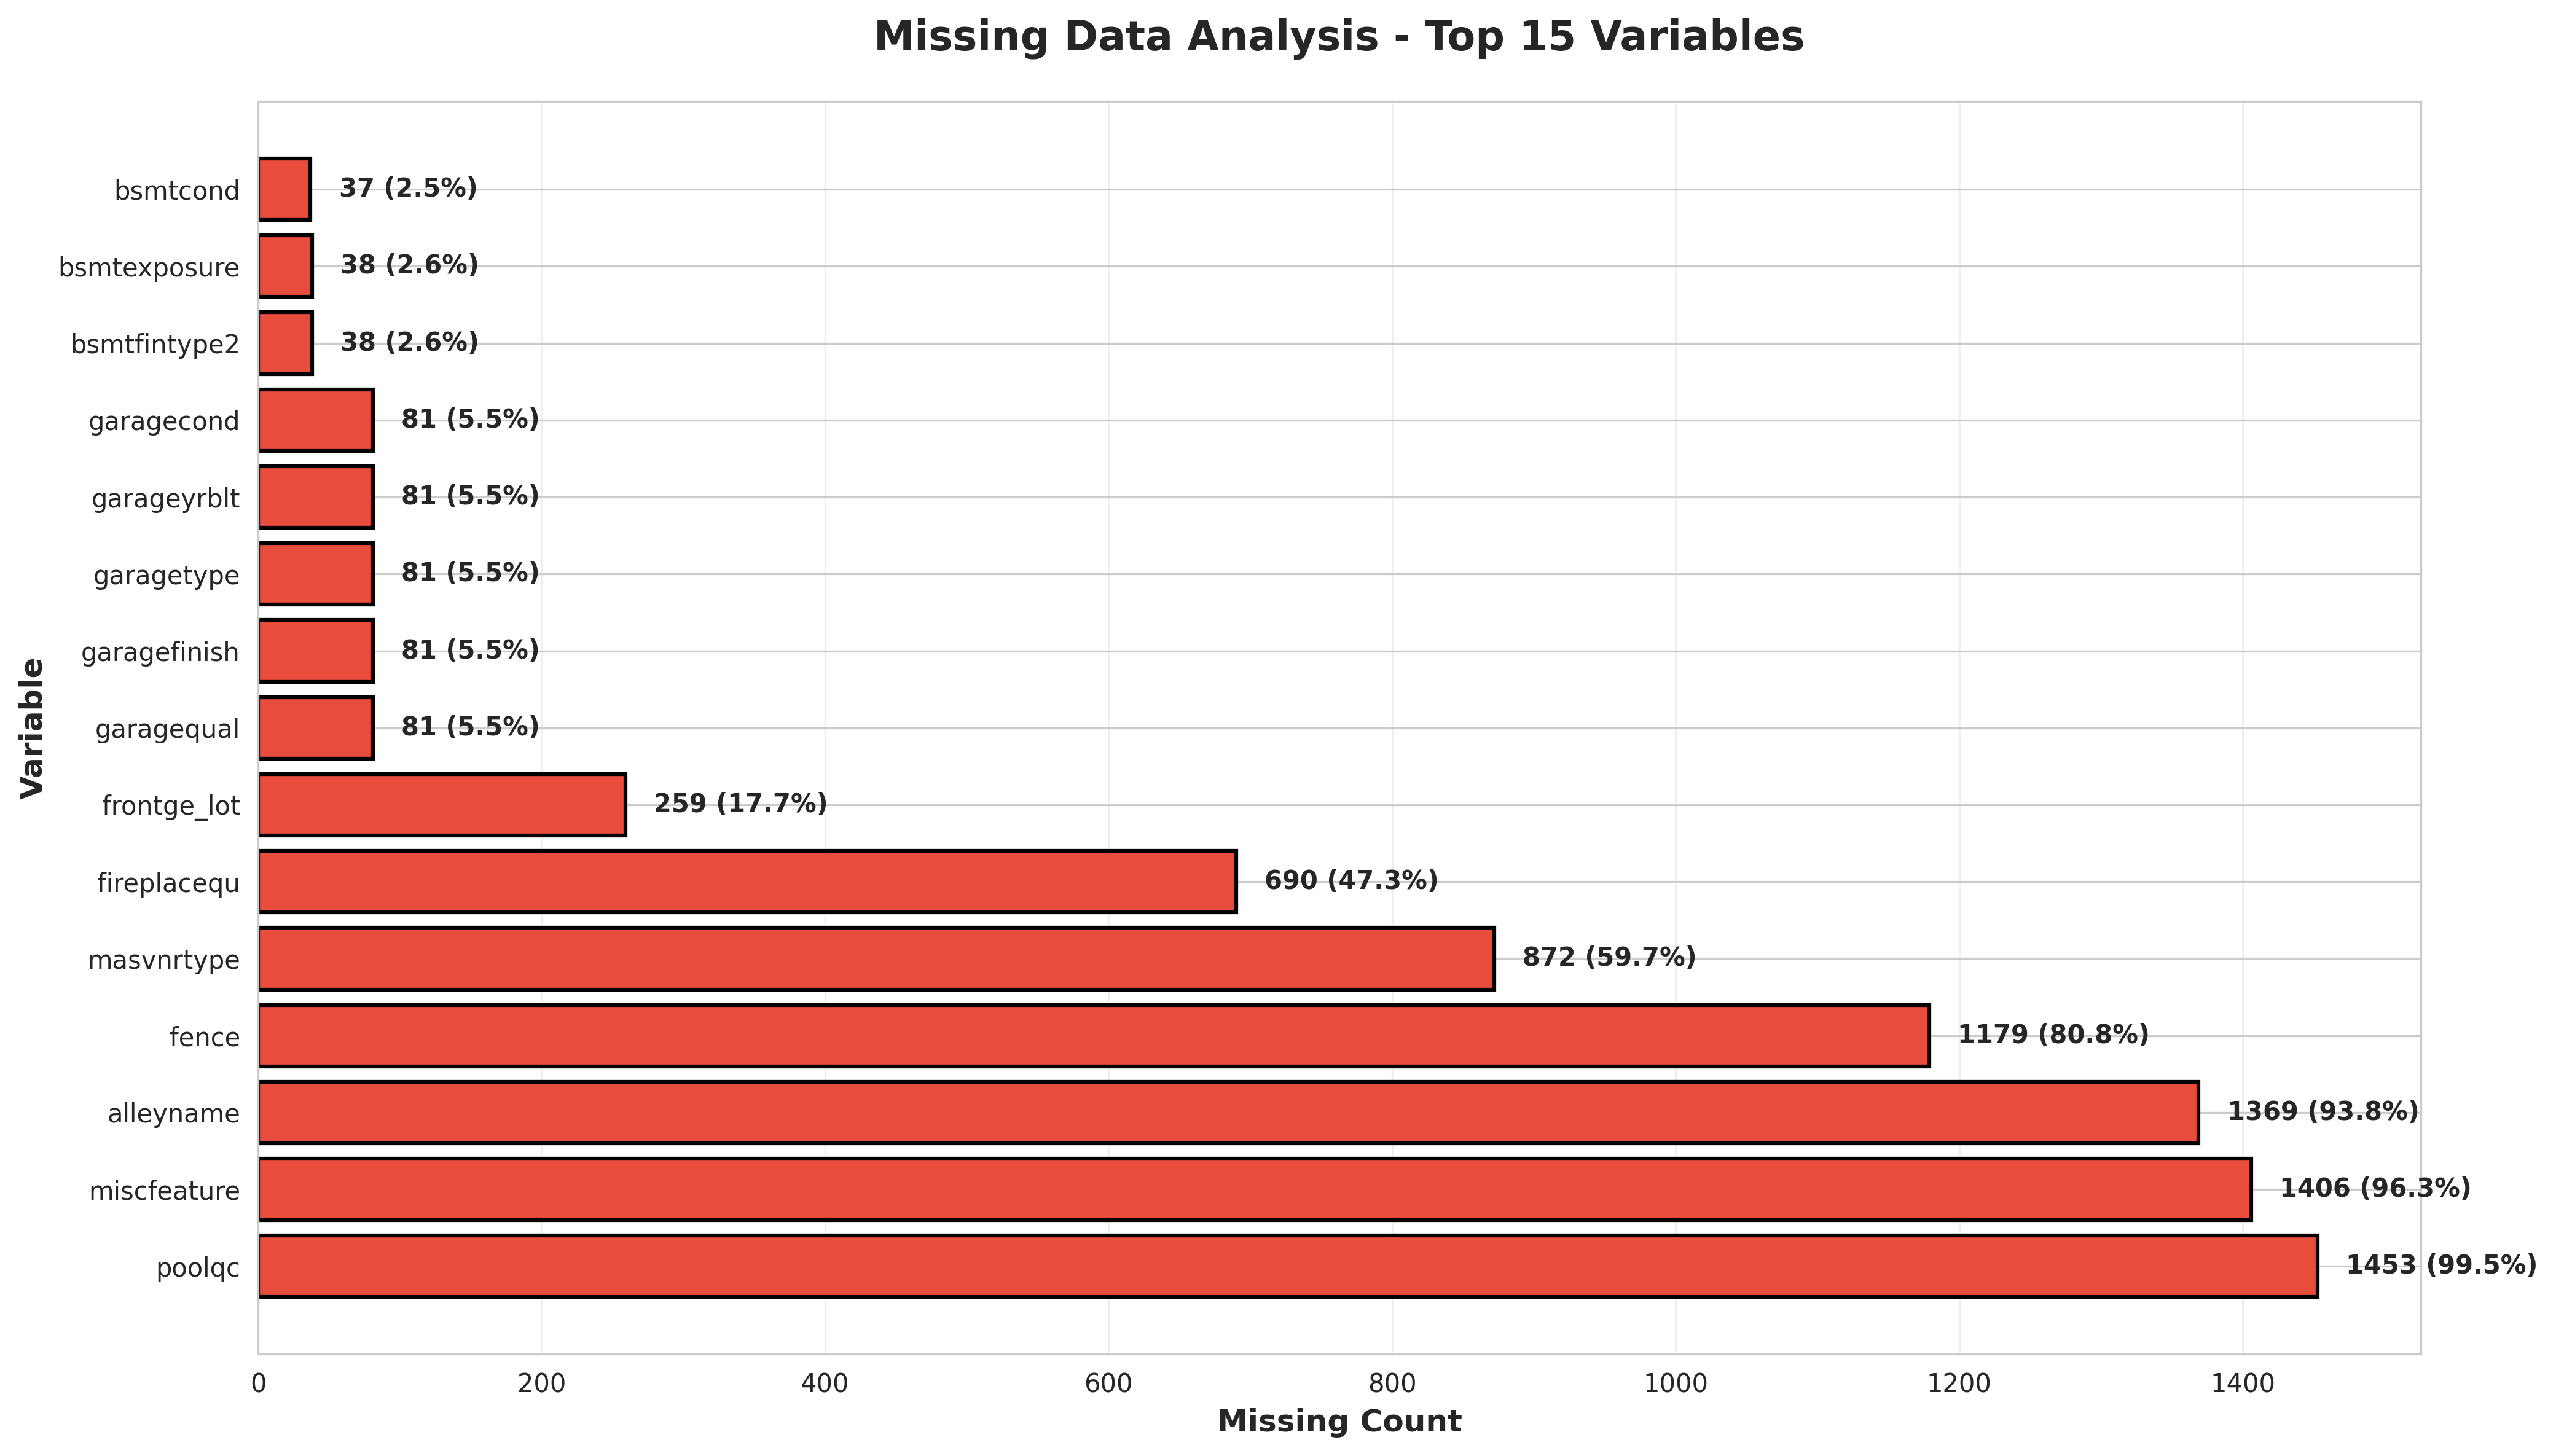 Missing Data Analysis - Top 15 Variables
bsmtcond 37 (2.5%)
bsmtexposure 38 (2.6%)
bsmtfintype2 38 (2.6%)
garagecond 81 (5.5%)
garageyrblt 81 (5.5%)
garagetype 81 (5.5%)
garagefinish 81 (5.5%)
garagequal 81 (5.5%)
frontge_lot 259 (17.7%)
fireplacequ 690 (47.3%)
masvnrtype 872 (59.7%)
fence 1179 (80.8%)
alleyname 1369 (93.8%)
miscfeature 1406 (96.3%)
poolqc 1453 (99.5%)
Variable
0 200 400 600 800 1000 1200 1400
Missing Count